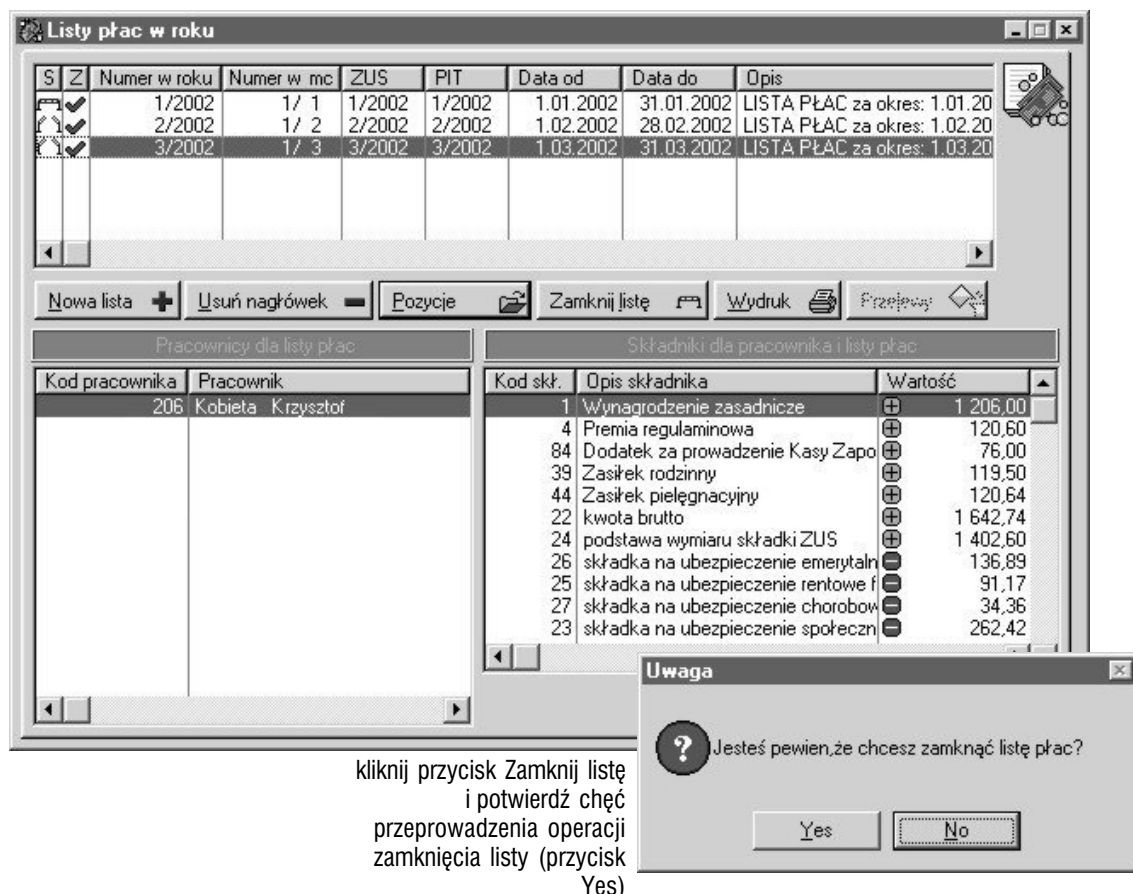 Listy płac w roku
S Z Numer w roku Numer w mc ZUS PIT Data od Data do Opis
1/2002 1/ 1 1/2002 1/2002 1.01.2002 31.01.2002 LISTA PŁAC za okres: 1.01.20
2/2002 1/ 2 2/2002 2/2002 1.02.2002 28.02.2002 LISTA PŁAC za okres: 1.02.20
3/2002 1/ 3 3/2002 3/2002 1.03.2002 31.03.2002 LISTA PŁAC za okres: 1.03.20
Nowa lista Usuń nagłówek Pozycje Zamknij listę Wydruk Przelewy
Pracownicy dla listy płac
Kod pracownika Pracownik
206 Kobieta Krzysztof
Składniki dla pracownika i listy płac
Kod skł. Opis składnika Wartość
1 Wynagrodzenie zasadnicze 1 206,00
4 Premia regulaminowa 120,60
84 Dodatek za prowadzenie Kasy Zapo 76,00
39 Zasiłek rodzinny 119,50
44 Zasiłek pielęgnacyjny 120,64
22 kwota brutto 1 642,74
24 podstawa wymiaru składki ZUS 1 402,60
26 składka na ubezpieczenie emerytaln 136,89
25 składka na ubezpieczenie rentowe f 91,17
27 składka na ubezpieczenie chorobow 34,36
23 składka na ubezpieczenie społeczn 262,42
Uwaga
Jesteś pewien,że chcesz zamknąć listę płac?
Yes No
kliknij przycisk Zamknij listę
i potwierdź chęć
przeprowadzenia operacji
zamknięcia listy (przycisk
Yes)